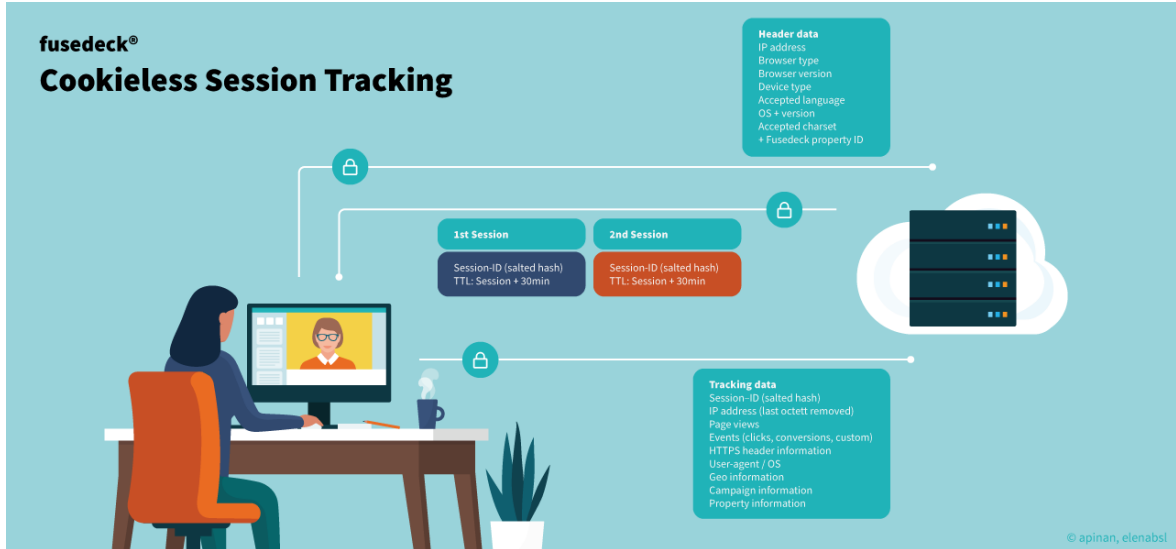 fusedeck®
Cookieless Session Tracking
Header data
IP address
Browser type
Browser version
Device type
Accepted language
OS + version
Accepted charset
+ Fusedeck property ID
1st Session
Session-ID (salted hash)
TTL: Session + 30min
2nd Session
Session-ID (salted hash)
TTL: Session + 30min
Tracking data
Session–ID (salted hash)
IP address (last octett removed)
Page views
Events (clicks, conversions, custom)
HTTPS header information
User-agent / OS
Geo information
Campaign information
Property information
© apinan, elenabsl